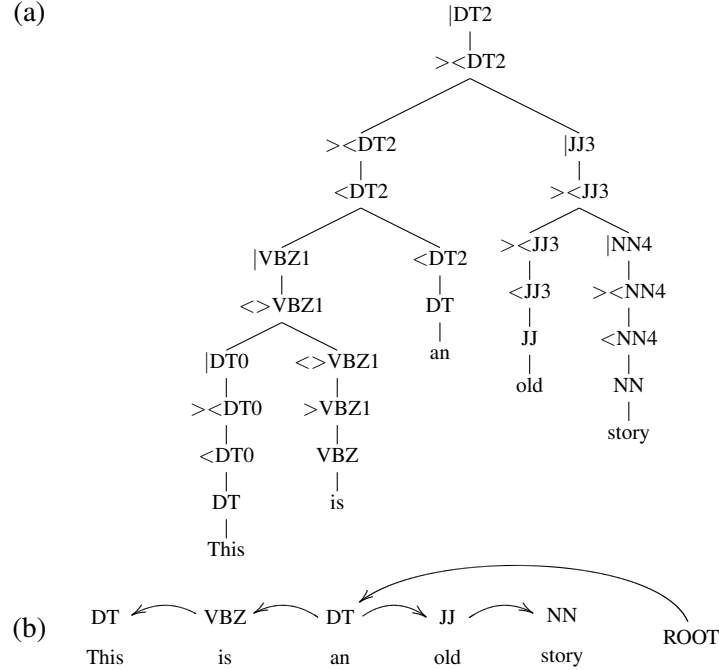 (a)
|DT2
><DT2
><DT2 |JJ3
<DT2 ><JJ3
|VBZ1 <DT2 ><JJ3 |NN4
<>VBZ1 DT <JJ3 ><NN4
|DT0 <>VBZ1 an JJ <NN4
><DT0 >VBZ1 old NN
<DT0 VBZ story
DT is
This
(b) DT VBZ DT JJ NN ROOT
This is an old story